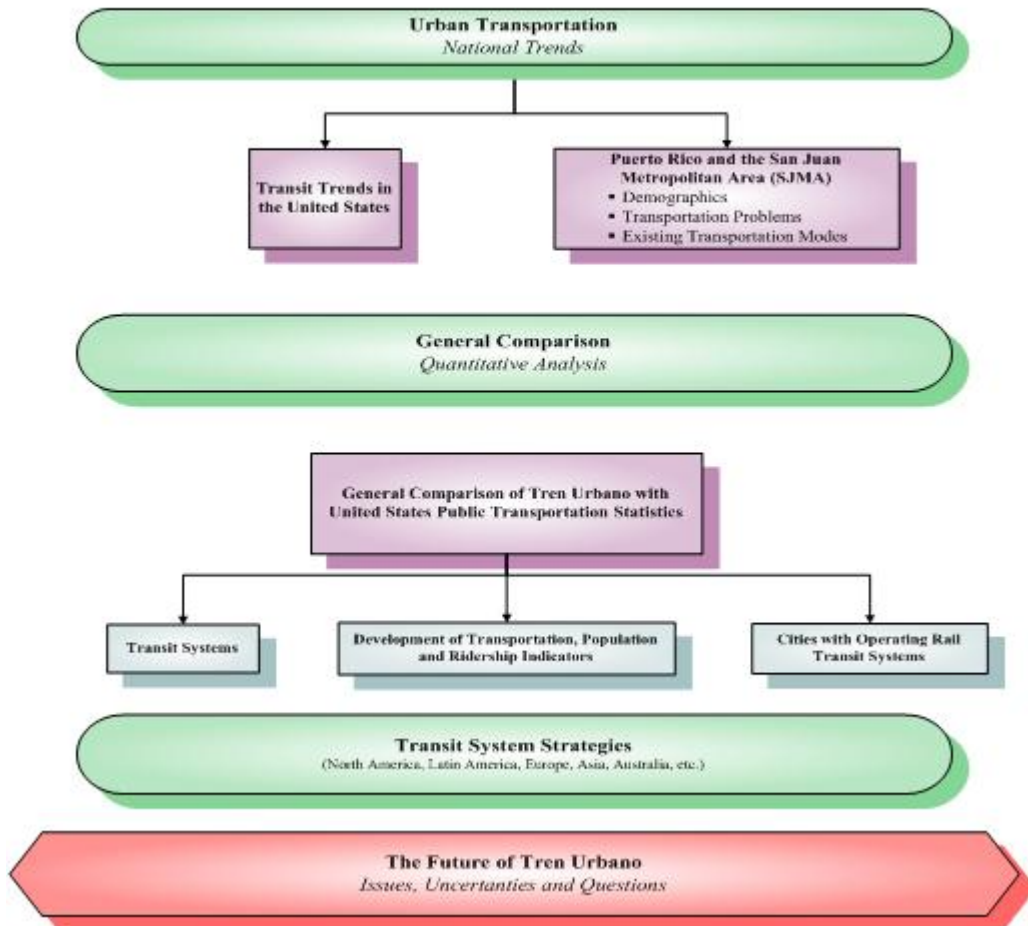 Urban Transportation
National Trends
Transit Trends in
the United States
Puerto Rico and the San Juan
Metropolitan Area (SJMA)
▪ Demographics
▪ Transportation Problems
▪ Existing Transportation Modes
General Comparison
Quantitative Analysis
General Comparison of Tren Urbano with
United States Public Transportation Statistics
Transit Systems
Development of Transportation, Population
and Ridership Indicators
Cities with Operating Rail
Transit Systems
Transit System Strategies
(North America, Latin America, Europe, Asia, Australia, etc.)
The Future of Tren Urbano
Issues, Uncertanties and Questions